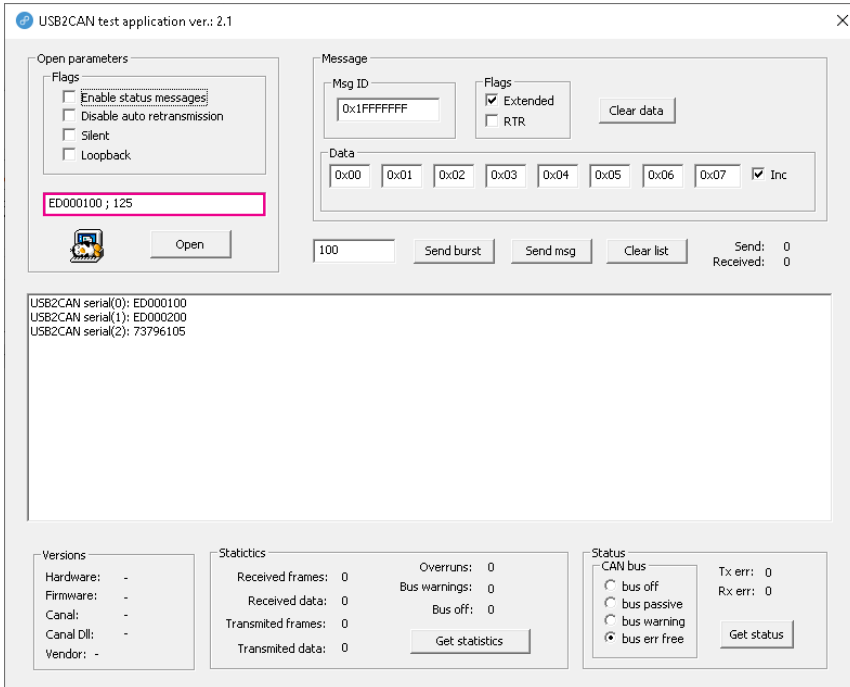 USB2CAN test application ver.: 2.1
Open parameters
Flags
Enable status messages
Disable auto retransmission
Silent
Loopback
ED000100 ; 125
Open
Message
Msg ID
0x1FFFFFFF
Flags
Extended
RTR
Clear data
Data
0x00 0x01 0x02 0x03 0x04 0x05 0x06 0x07 Inc
100 Send burst Send msg Clear list
Send: 0
Received: 0
USB2CAN serial(0): ED000100
USB2CAN serial(1): ED000200
USB2CAN serial(2): 73796105
Versions
Hardware: -
Firmware: -
Canal: -
Canal Dll: -
Vendor: -
Statictics
Received frames: 0
Received data: 0
Transmited frames: 0
Transmited data: 0
Overruns: 0
Bus warnings: 0
Bus off: 0
Get statistics
Status
CAN bus
bus off
bus passive
bus warning
bus err free
Tx err: 0
Rx err: 0
Get status